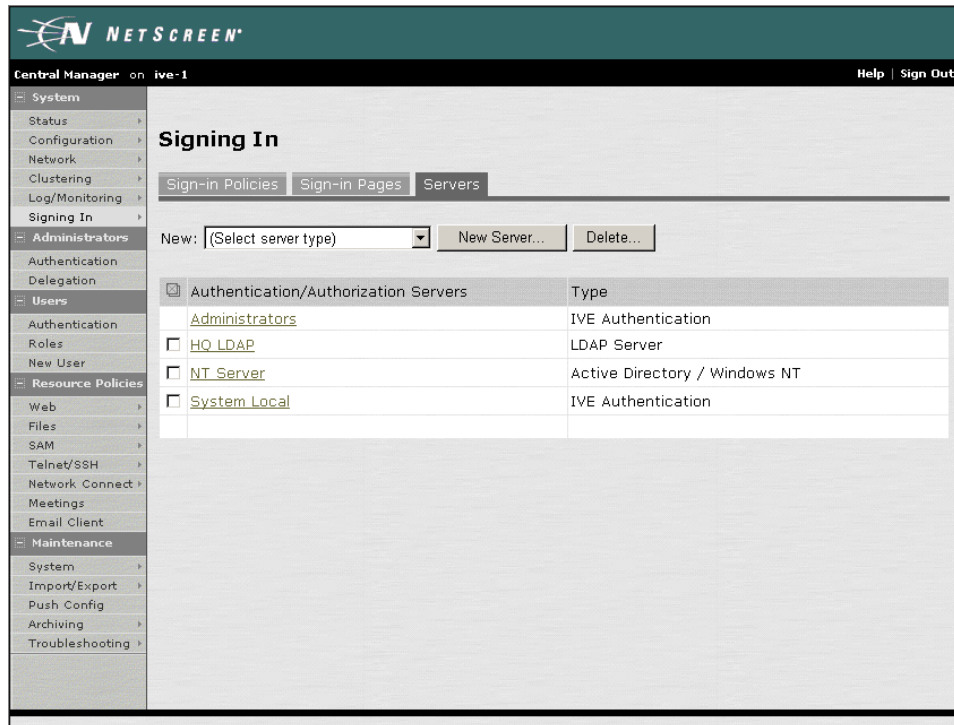 NETSCREEN
Central Manager on ive-1
Help | Sign Out
System
Status
Configuration
Network
Clustering
Log/Monitoring
Signing In
Administrators
Authentication
Delegation
Users
Authentication
Roles
New User
Resource Policies
Web
Files
SAM
Telnet/SSH
Network Connect
Meetings
Email Client
Maintenance
System
Import/Export
Push Config
Archiving
Troubleshooting
Signing In
Sign-in Policies Sign-in Pages Servers
New: (Select server type) New Server... Delete...
Authentication/Authorization Servers Type
Administrators IVE Authentication
HQ LDAP LDAP Server
NT Server Active Directory / Windows NT
System Local IVE Authentication